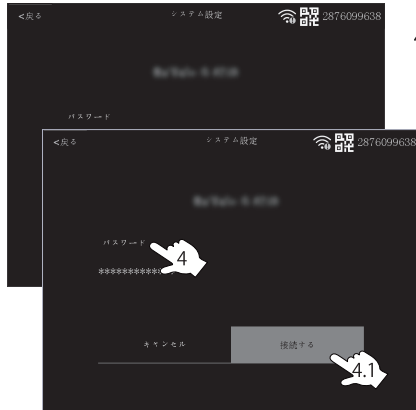 <戻る システム設定 2876099638
パスワード
<戻る システム設定 2876099638
パスワード
4
**************
キャンセル 接続する
4.1